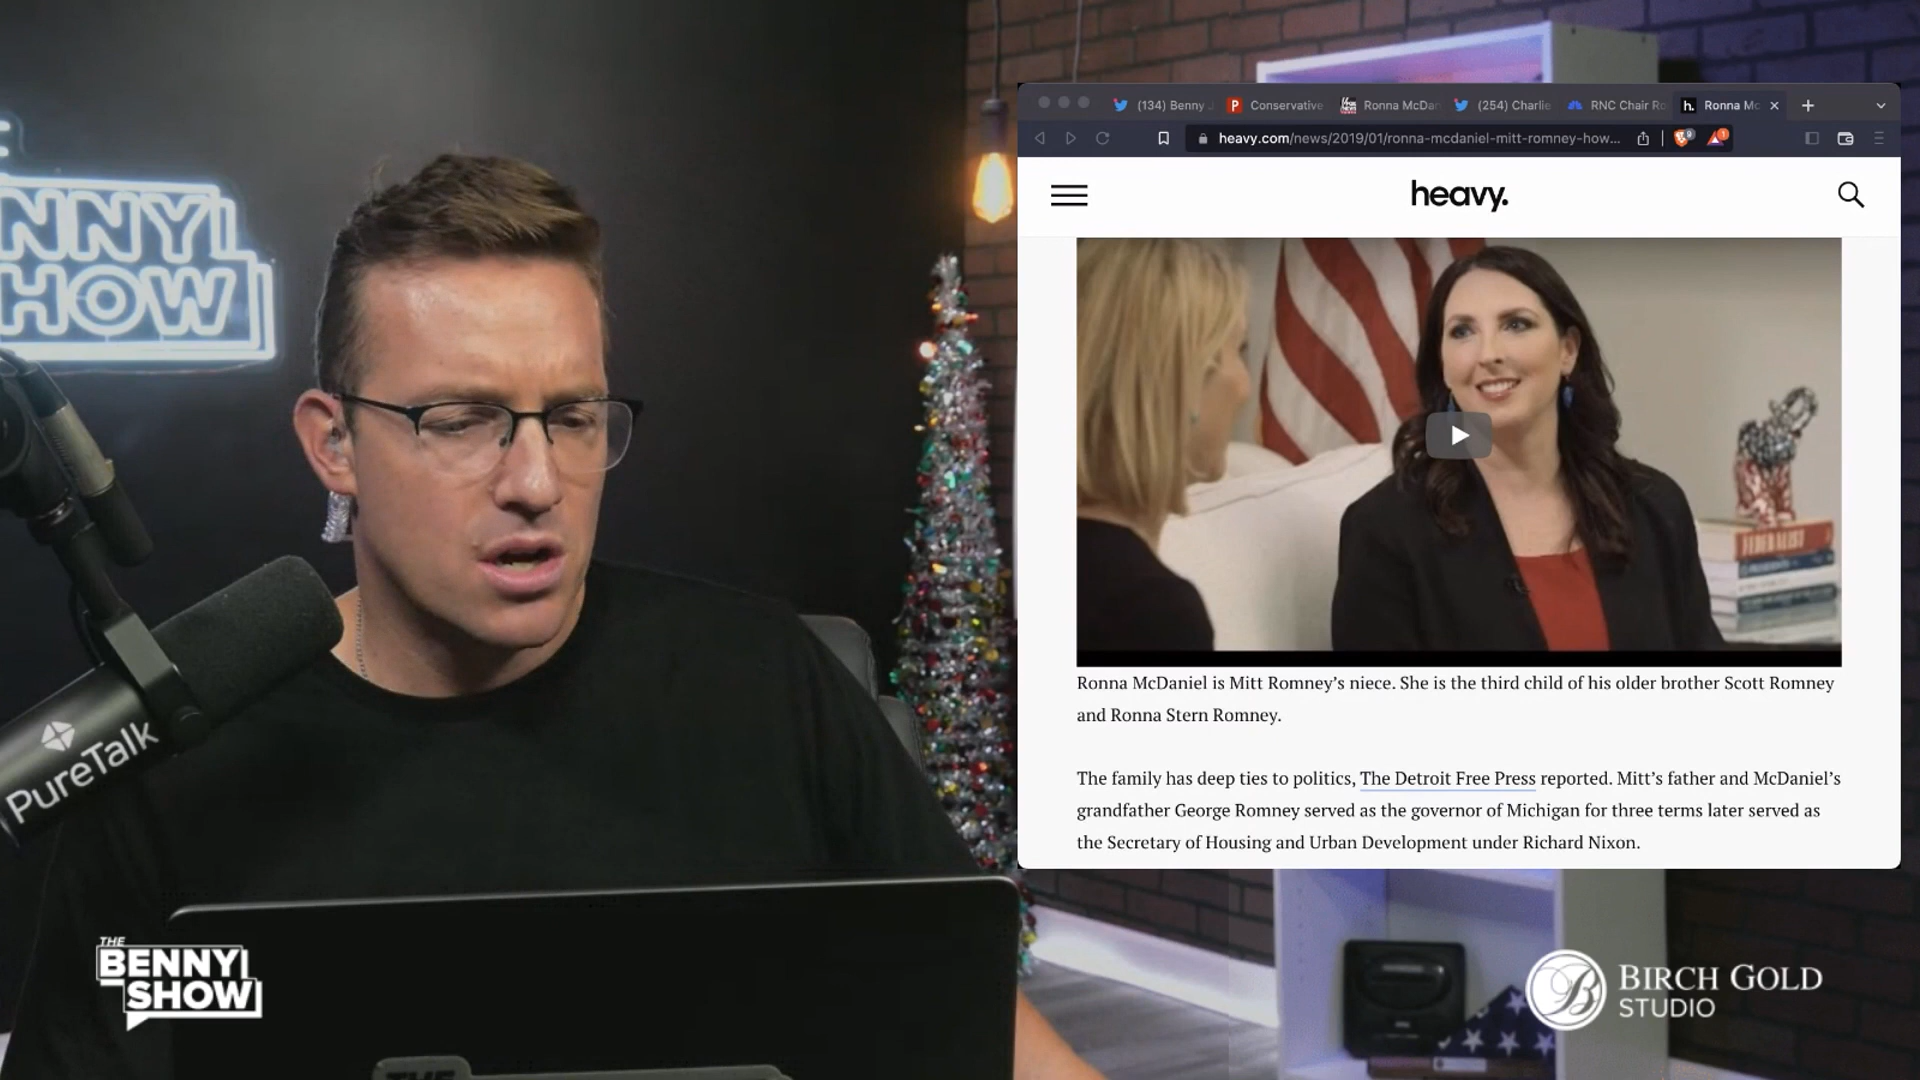 NNY
HOW
PureTalk
THE
BENNY
SHOW
(134) Benny J
Conservative
Ronna McDan
(254) Charlie
RNC Chair Ro
Ronna Mc
heavy.com/news/2019/01/ronna-mcdaniel-mitt-romney-how...
heavy.
FEDERALIST
Ronna McDaniel is Mitt Romney’s niece. She is the third child of his older brother Scott Romney
and Ronna Stern Romney.
The family has deep ties to politics, The Detroit Free Press reported. Mitt’s father and McDaniel’s
grandfather George Romney served as the governor of Michigan for three terms later served as
the Secretary of Housing and Urban Development under Richard Nixon.
BIRCH GOLD
STUDIO
THE